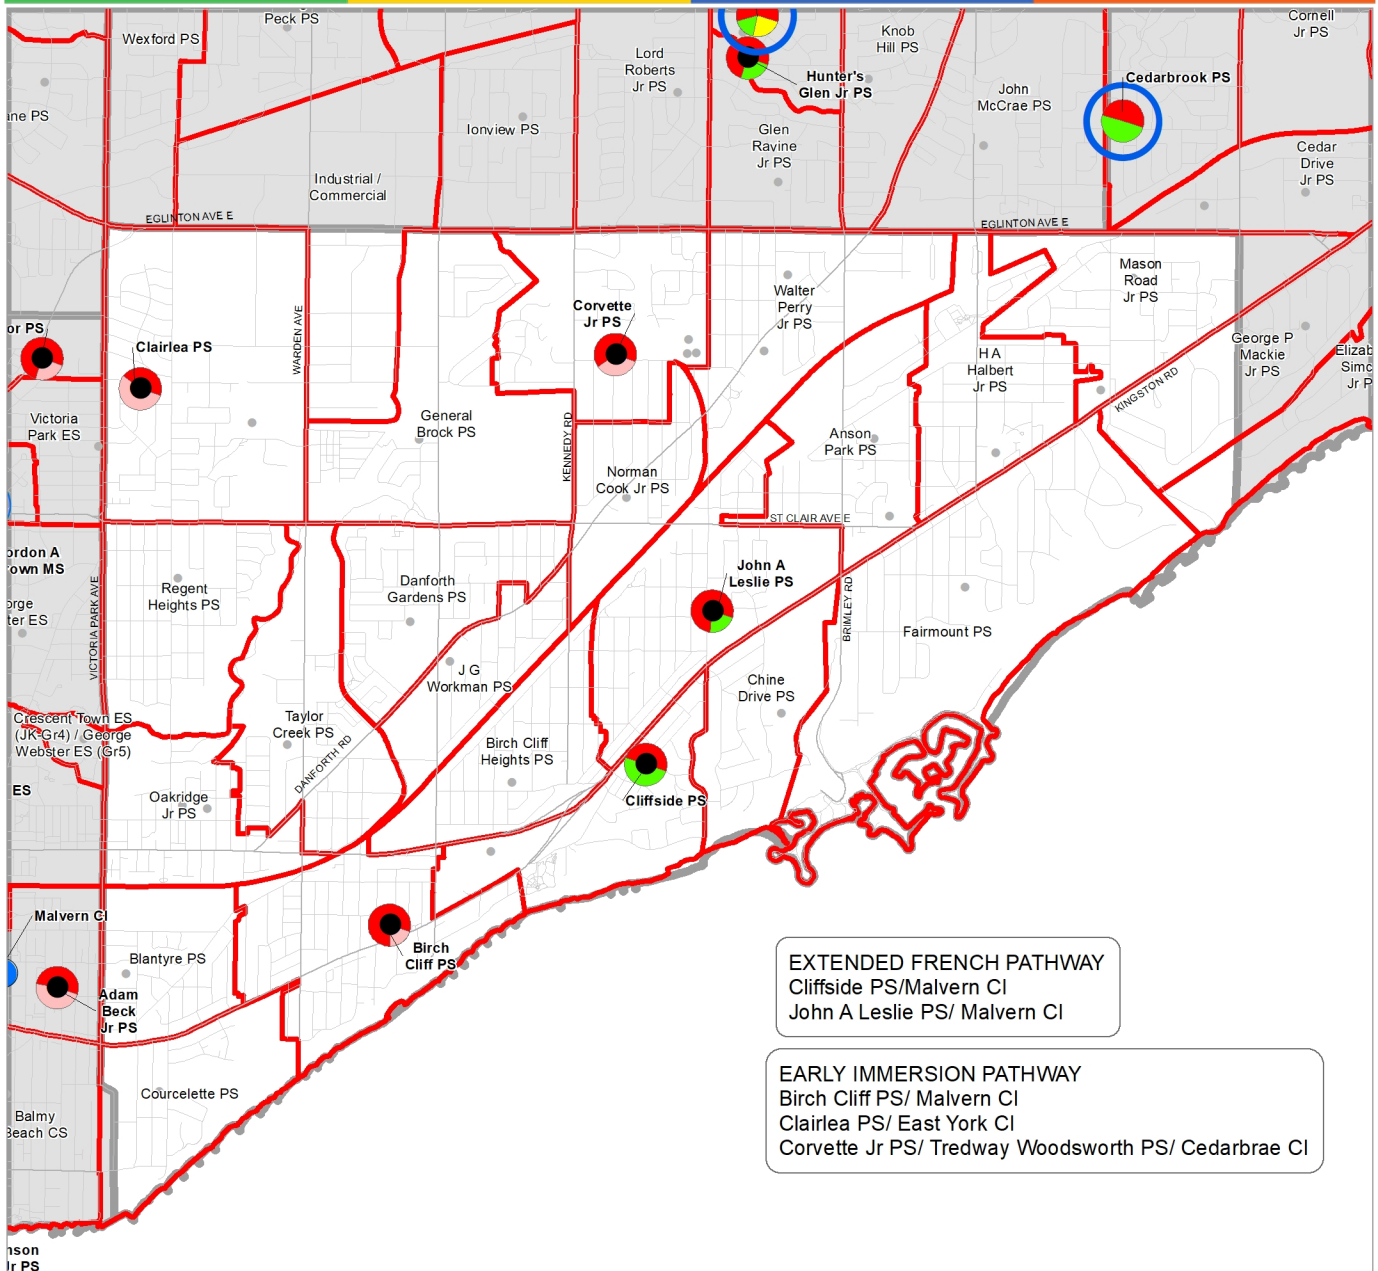 Peck PS
Wexford PS
Cornell
Jr PS
Knob
Hill PS
Lord
Roberts
Jr PS
Hunter's
Glen Jr PS
Cedarbrook PS
John
McCrae PS
ane PS
Ionview PS
Glen
Ravine
Jr PS
Cedar
Drive
Jr PS
Industrial /
Commercial
EGLINTON AVE E
EGLINTON AVE E
Mason
Road
Jr PS
Walter
Perry
Jr PS
Corvette
Jr PS
or PS
Clairlea PS
WARDEN AVE
George P
Mackie
Jr PS
Elizab
Simc
Jr P
H A
Halbert
Jr PS
KINGSTON RD
Victoria
Park ES
General
Brock PS
KENNEDY RD
Anson
Park PS
Norman
Cook Jr PS
ST CLAIR AVE E
ordon A
own MS
John A
Leslie PS
Regent
Heights PS
Danforth
Gardens PS
orge
ter ES
VICTORIA PARK AVE
BRIMLEY RD
Fairmount PS
J G
Workman PS
Chine
Drive PS
Crescent Town ES
(JK-Gr4) / George
Webster ES (Gr5)
Taylor
Creek PS
DANFORTH RD
Birch Cliff
Heights PS
ES
Oakridge
Jr PS
Cliffside PS
Malvern CI
Birch
Cliff PS
Blantyre PS
Adam
Beck
Jr PS
EXTENDED FRENCH PATHWAY
Cliffside PS/Malvern CI
John A Leslie PS/ Malvern CI
EARLY IMMERSION PATHWAY
Birch Cliff PS/ Malvern CI
Clairlea PS/ East York CI
Corvette Jr PS/ Tredway Woodsworth PS/ Cedarbrae CI
Courcelette PS
Balmy
Beach CS
nson
Jr PS